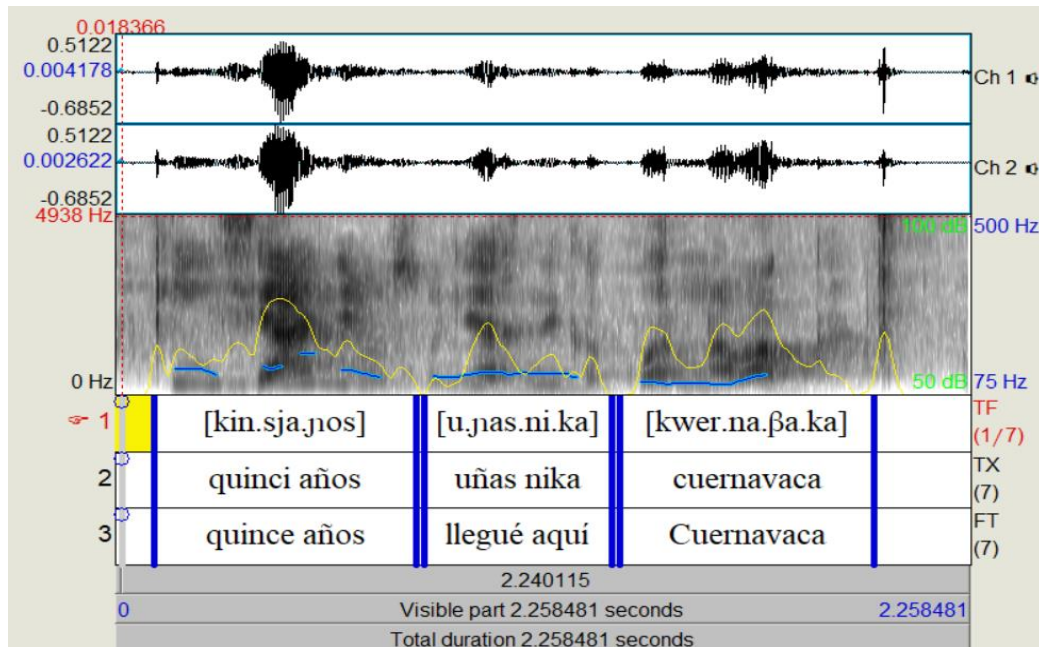 0.018366
0.5122
0.004178
-0.6852
Ch 1
0.5122
0.002622
-0.6852
Ch 2
4938 Hz
100 dB
500 Hz
0 Hz
50 dB
75 Hz
1
[kin.sja.ɲos]
[u.ɲas.ni.ka]
[kwer.na.βa.ka]
TF
(1/7)
2
quinci años
uñas nika
cuernavaca
TX
(7)
3
quince años
llegué aquí
Cuernavaca
FT
(7)
2.240115
0
Visible part 2.258481 seconds
2.258481
Total duration 2.258481 seconds